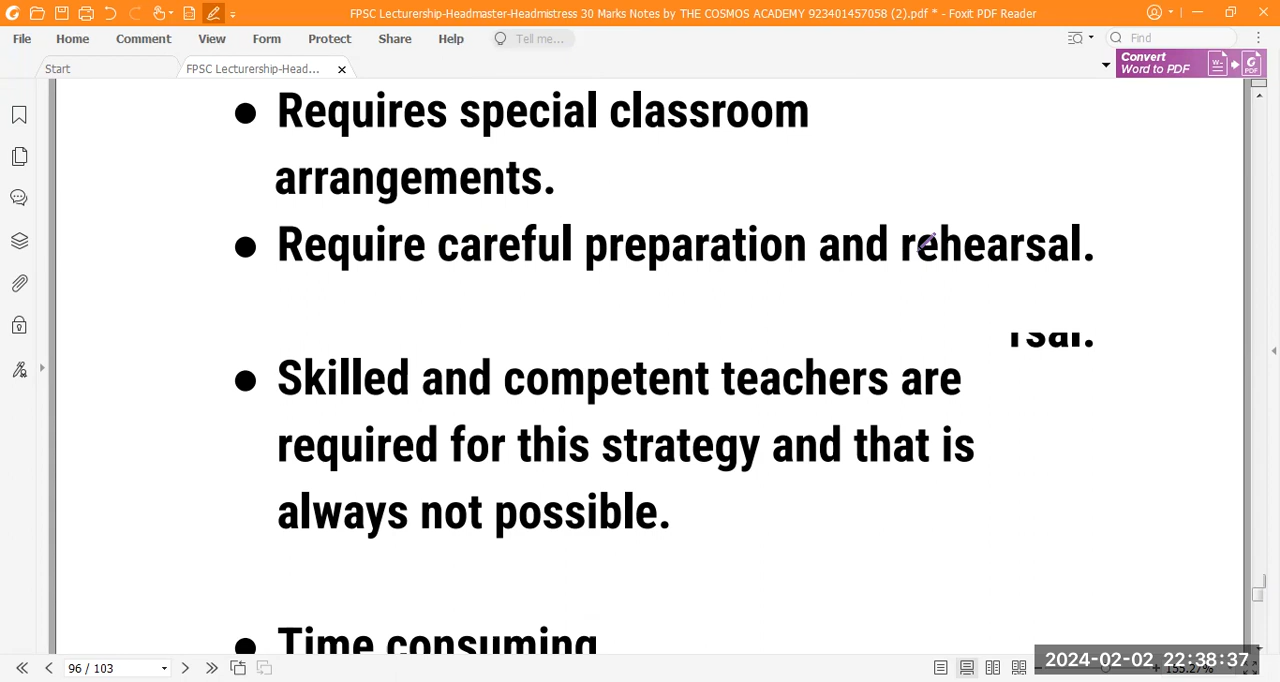 FPSC Lecturership-Headmaster-Headmistress 30 Marks Notes by THE COSMOS ACADEMY 923401457058 (2).pdf * - Foxit PDF Reader
File Home Comment View Form Protect Share Help Tell me... Find
Start FPSC Lecturership-Head... Convert
Word to PDF
● Requires special classroom
arrangements.
● Require careful preparation and rehearsal.
rsal.
● Skilled and competent teachers are
required for this strategy and that is
always not possible.
● Time consuming
96 / 103 155.27%
2024-02-02 22:38:37